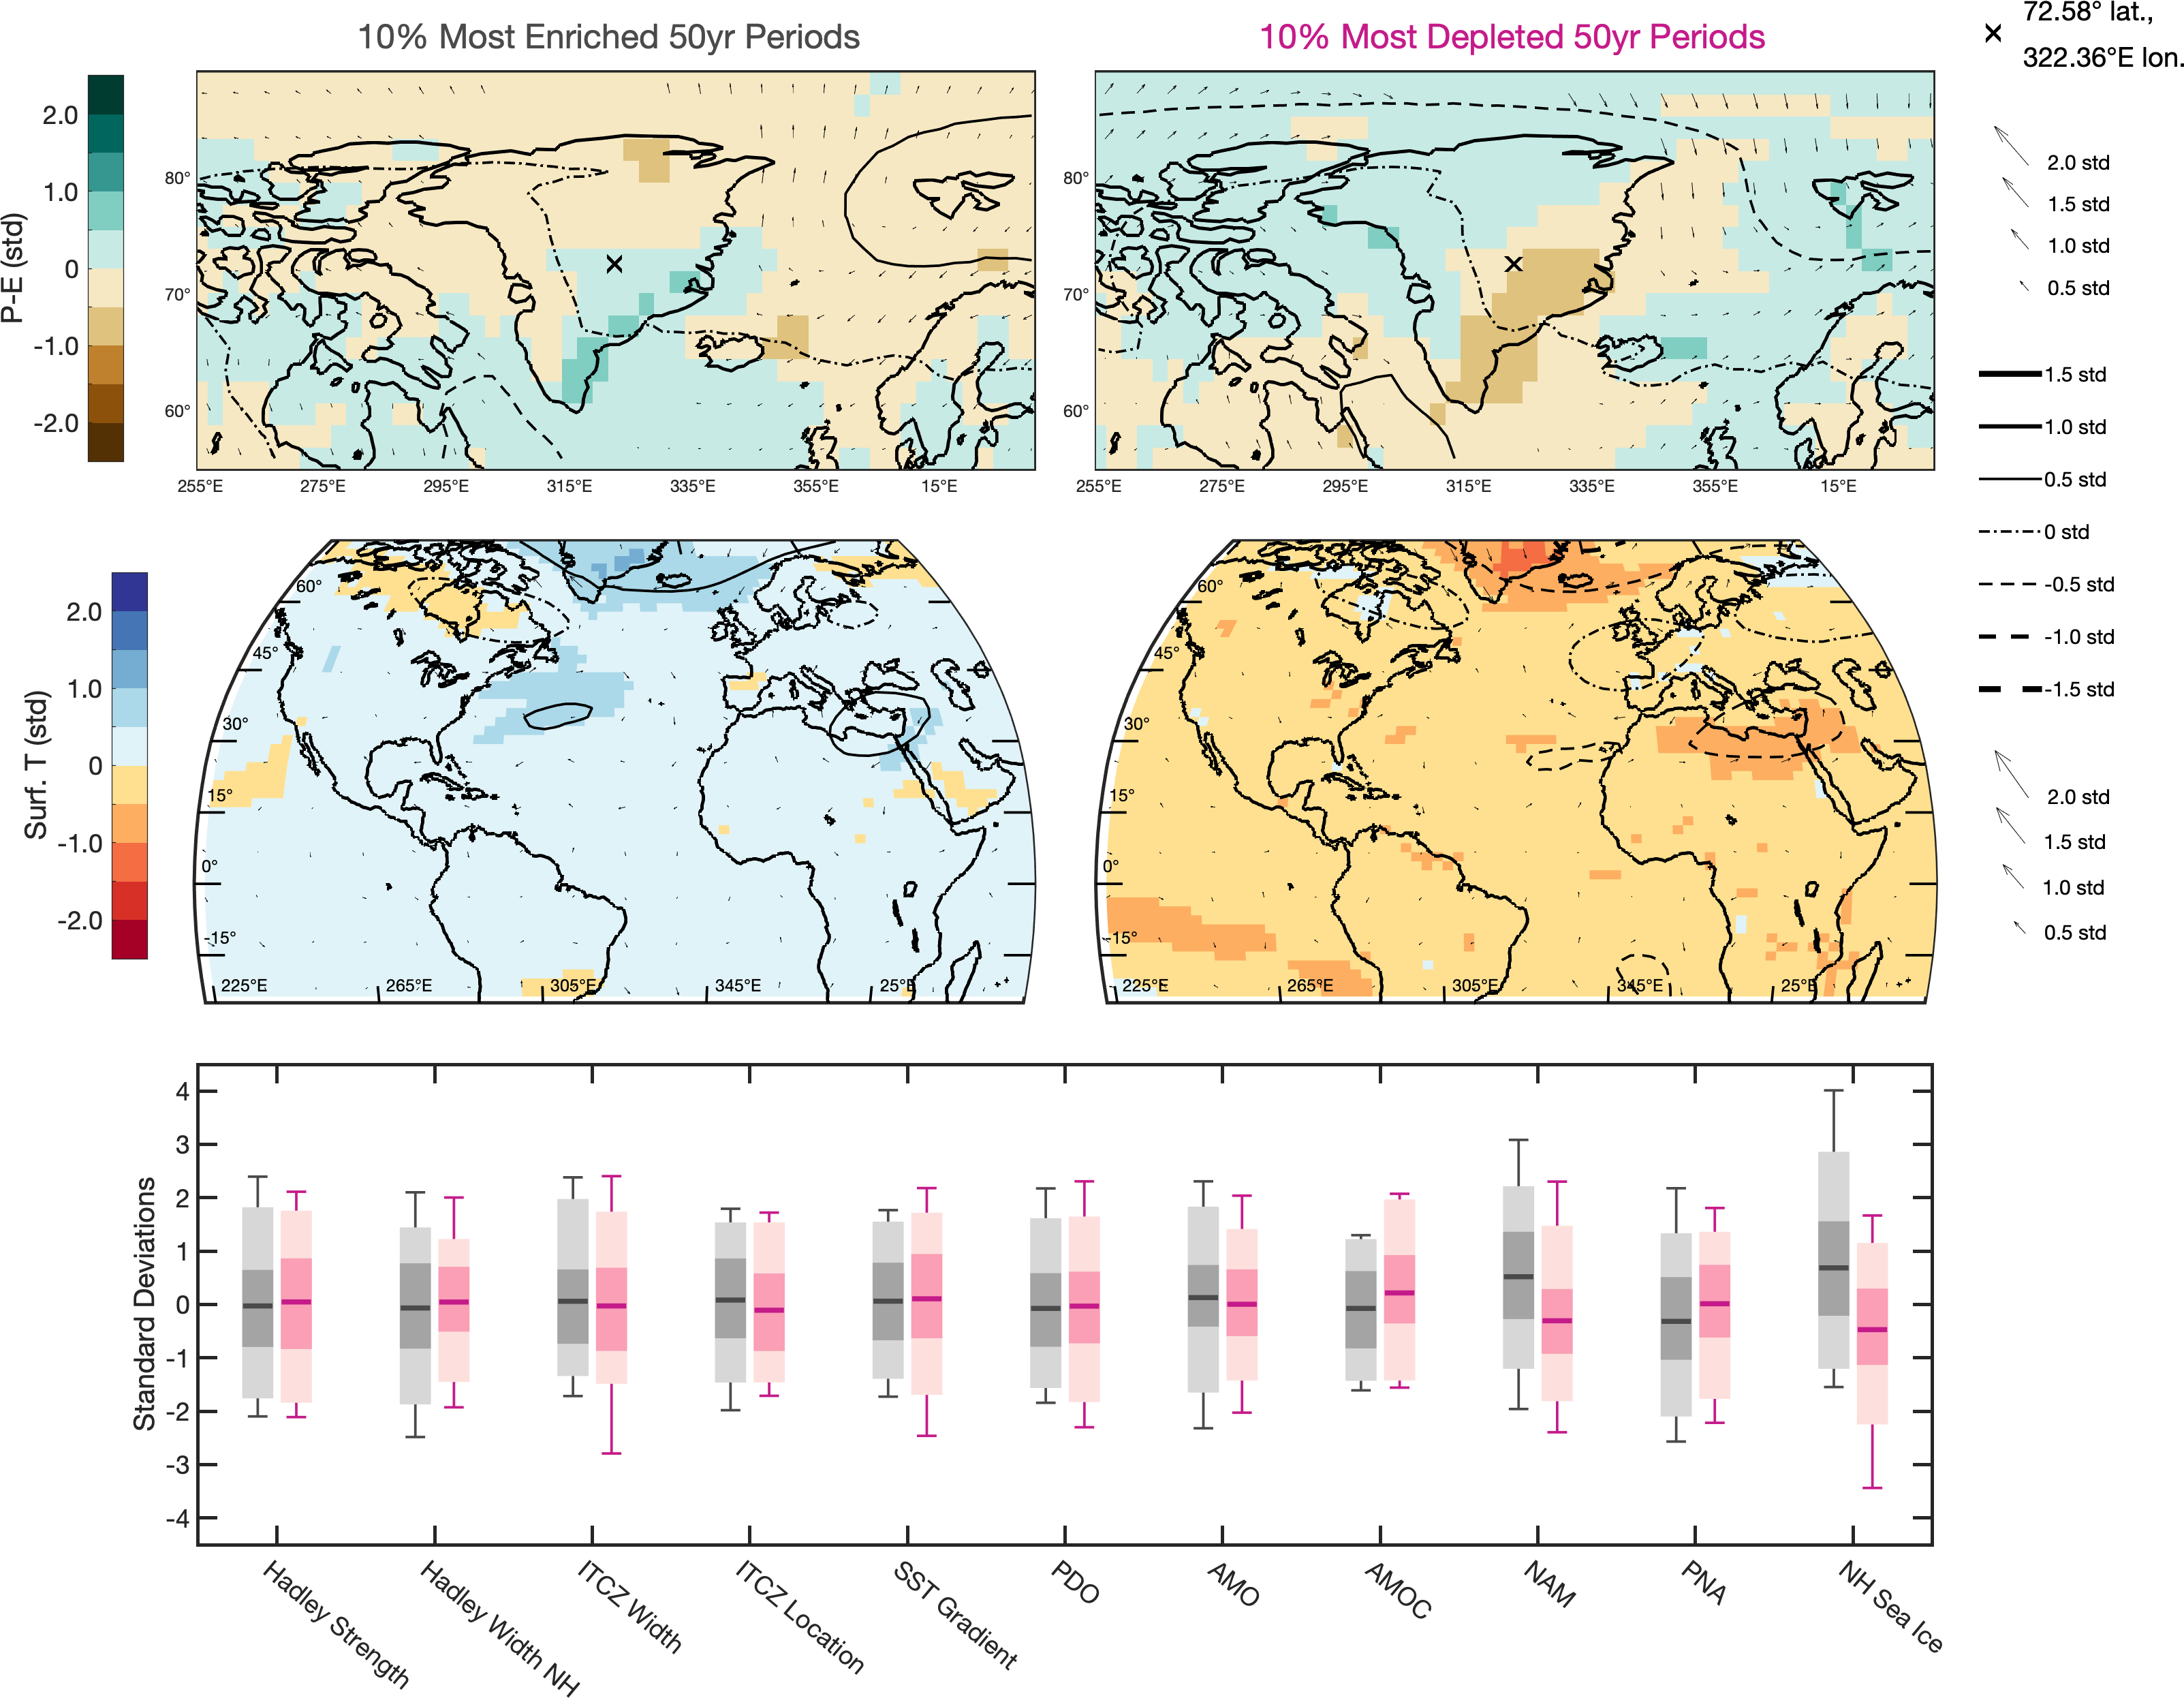 10% Most Enriched 50yr Periods
10% Most Depleted 50yr Periods
72.58° lat.,
322.36°E lon.
P-E (std)
2.0
1.0
0
-1.0
-2.0
80°
70°
60°
255°E 275°E 295°E 315°E 335°E 355°E 15°E
80°
70°
60°
255°E 275°E 295°E 315°E 335°E 355°E 15°E
2.0 std
1.5 std
1.0 std
0.5 std
1.5 std
1.0 std
0.5 std
0 std
-0.5 std
-1.0 std
-1.5 std
Surf. T (std)
2.0
1.0
0
-1.0
-2.0
60°
45°
30°
15°
0°
-15°
225°E 265°E 305°E 345°E 25°E
60°
45°
30°
15°
0°
-15°
225°E 265°E 305°E 345°E 25°E
2.0 std
1.5 std
1.0 std
0.5 std
Standard Deviations
4
3
2
1
0
-1
-2
-3
-4
Hadley Strength
Hadley Width NH
ITCZ Width
ITCZ Location
SST Gradient
PDO
AMO
AMOC
NAM
PNA
NH Sea Ice